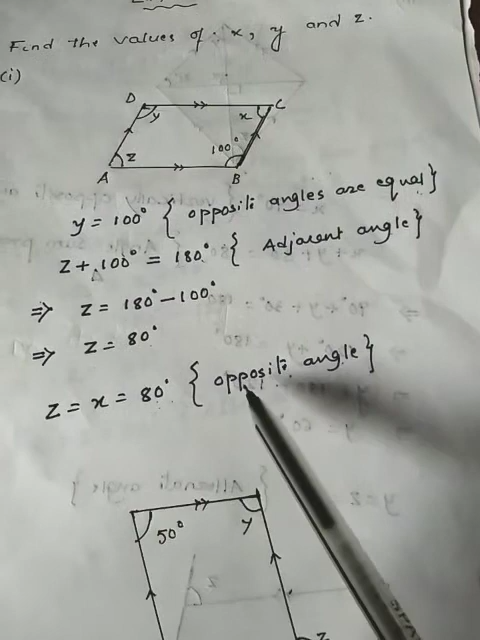 Find the values of x, y and z.
(i)
D
C
y
x
100°
z
A
B
y = 100° { opposite angles are equal }
z + 100° = 180° { Adjacent angle }
⇒ z = 180° - 100°
⇒ z = 80°
z = x = 80° { opposite angle }
50°
y
z